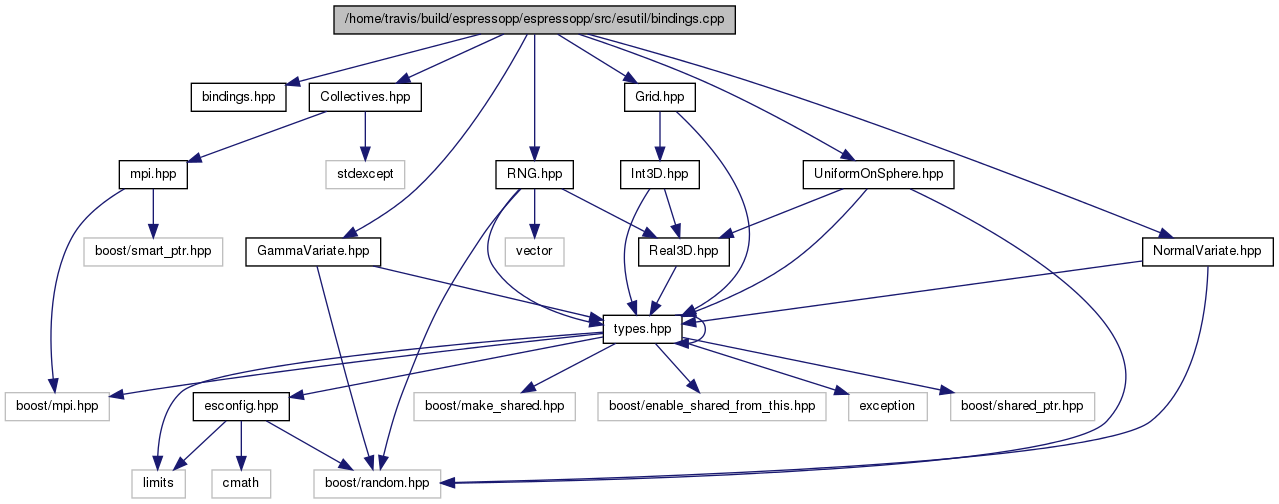 /home/travis/build/espressopp/espressopp/src/esutil/bindings.cpp
bindings.hpp
Collectives.hpp
Grid.hpp
mpi.hpp
stdexcept
RNG.hpp
Int3D.hpp
UniformOnSphere.hpp
boost/smart_ptr.hpp
GammaVariate.hpp
vector
Real3D.hpp
NormalVariate.hpp
types.hpp
boost/mpi.hpp
esconfig.hpp
boost/make_shared.hpp
boost/enable_shared_from_this.hpp
exception
boost/shared_ptr.hpp
limits
cmath
boost/random.hpp